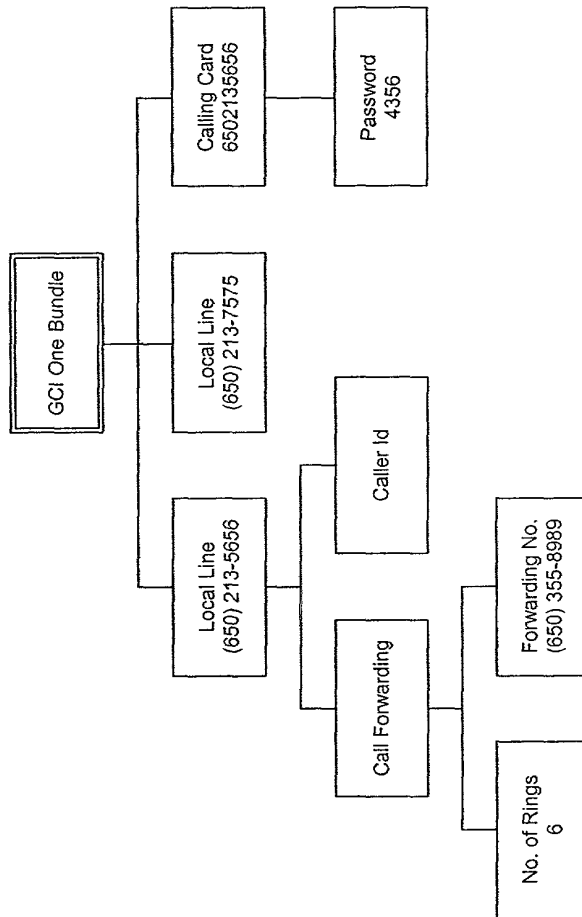 GCI One Bundle
Local Line
(650) 213-5656
Local Line
(650) 213-7575
Calling Card
6502135656
Call Forwarding
Caller Id
Password
4356
No. of Rings
6
Forwarding No.
(650) 355-8989